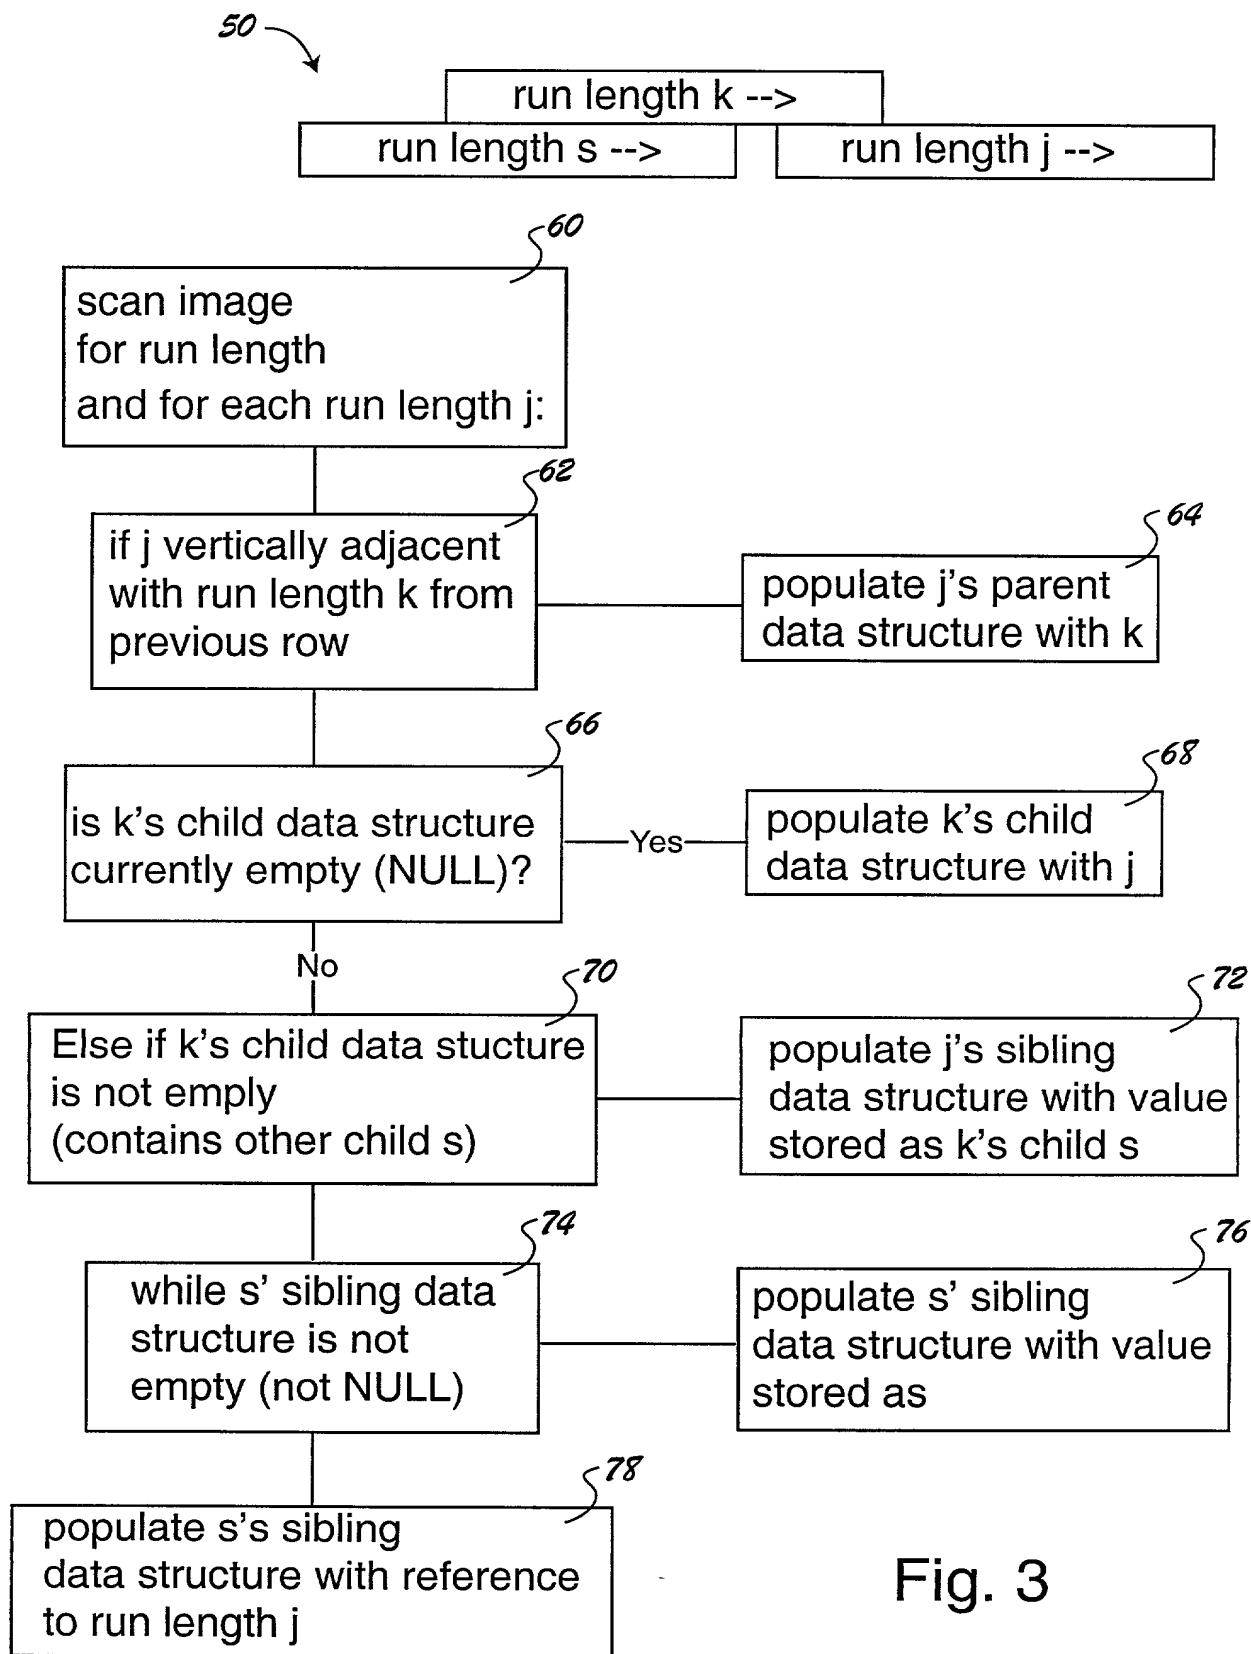 50
run length k -->
run length s -->
run length j -->
60
scan image
for run length
and for each run length j:
62
if j vertically adjacent
with run length k from
previous row
64
populate j's parent
data structure with k
66
is k's child data structure
currently empty (NULL)?
Yes
68
populate k's child
data structure with j
No
70
Else if k's child data stucture
is not emply
(contains other child s)
72
populate j's sibling
data structure with value
stored as k's child s
74
while s' sibling data
structure is not
empty (not NULL)
76
populate s' sibling
data structure with value
stored as
78
populate s's sibling
data structure with reference
to run length j
Fig. 3